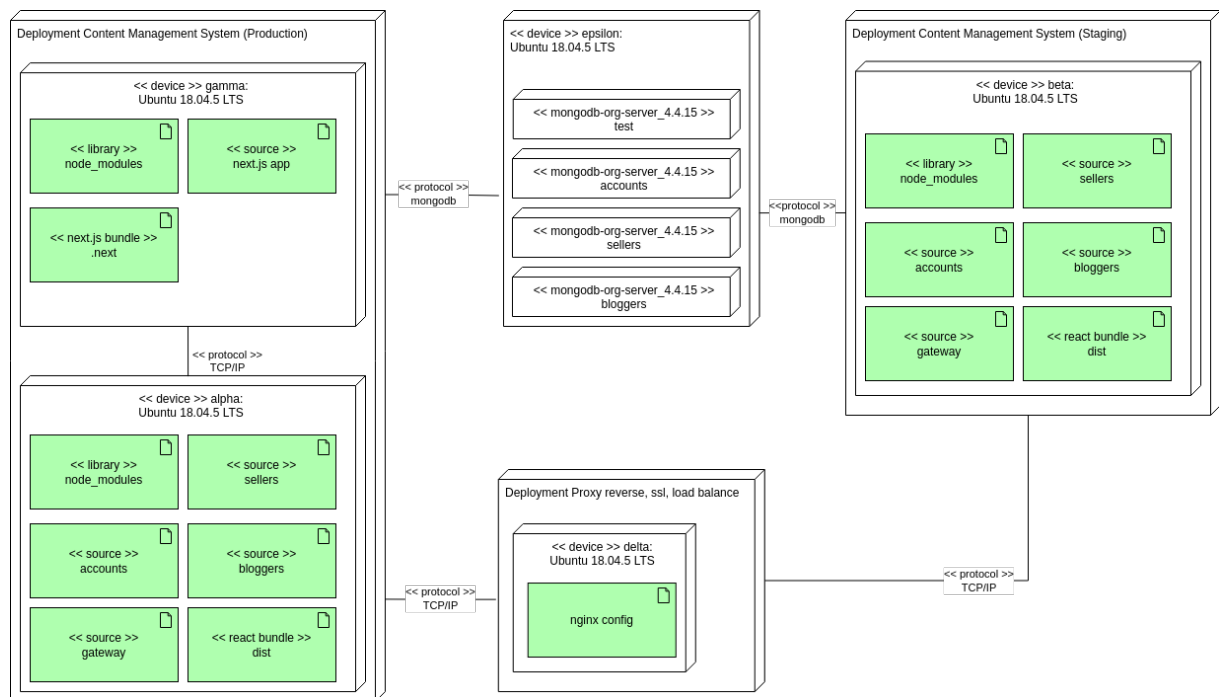 Deployment Content Management System (Production)
<< device >> gamma:
Ubuntu 18.04.5 LTS
<< library >>
node_modules
<< source >>
next.js app
<< next.js bundle >>
.next
<< protocol >>
TCP/IP
<< device >> alpha:
Ubuntu 18.04.5 LTS
<< library >>
node_modules
<< source >>
sellers
<< source >>
accounts
<< source >>
bloggers
<< source >>
gateway
<< react bundle >>
dist
<< protocol >>
mongodb
<< device >> epsilon:
Ubuntu 18.04.5 LTS
<< mongodb-org-server_4.4.15 >>
test
<< mongodb-org-server_4.4.15 >>
accounts
<< mongodb-org-server_4.4.15 >>
sellers
<< mongodb-org-server_4.4.15 >>
bloggers
<<protocol >>
mongodb
Deployment Content Management System (Staging)
<< device >> beta:
Ubuntu 18.04.5 LTS
<< library >>
node_modules
<< source >>
sellers
<< source >>
accounts
<< source >>
bloggers
<< source >>
gateway
<< react bundle >>
dist
<< protocol >>
TCP/IP
Deployment Proxy reverse, ssl, load balance
<< device >> delta:
Ubuntu 18.04.5 LTS
nginx config
<< protocol >>
TCP/IP